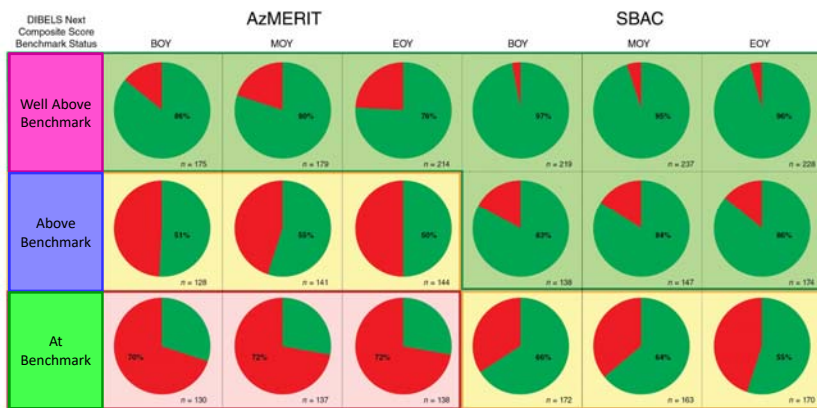 DIBELS Next
Composite Score
Benchmark Status
AzMERIT
SBAC
BOY
MOY
EOY
BOY
MOY
EOY
Well Above
Benchmark
86%
80%
76%
97%
95%
96%
n = 175
n = 179
n = 214
n = 219
n = 237
n = 228
Above
Benchmark
51%
55%
50%
83%
84%
86%
n = 128
n = 141
n = 144
n = 138
n = 147
n = 174
At
Benchmark
70%
72%
72%
66%
64%
55%
n = 130
n = 137
n = 138
n = 172
n = 163
n = 170